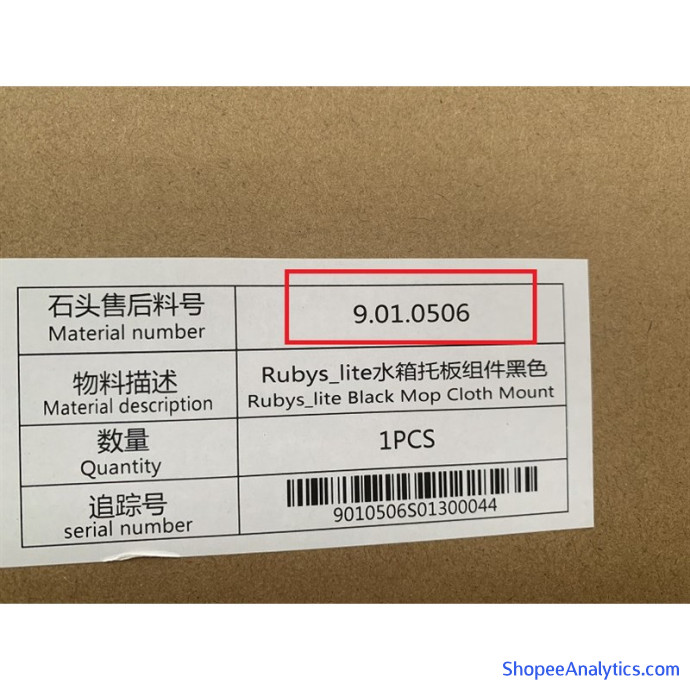 石头售后料号
Material number
9.01.0506
物料描述
Material description
Rubys_lite水箱托板组件黑色
Rubys_lite Black Mop Cloth Mount
数量
Quantity
1PCS
追踪号
serial number
9010506S01300044
ShopeeAnalytics.com